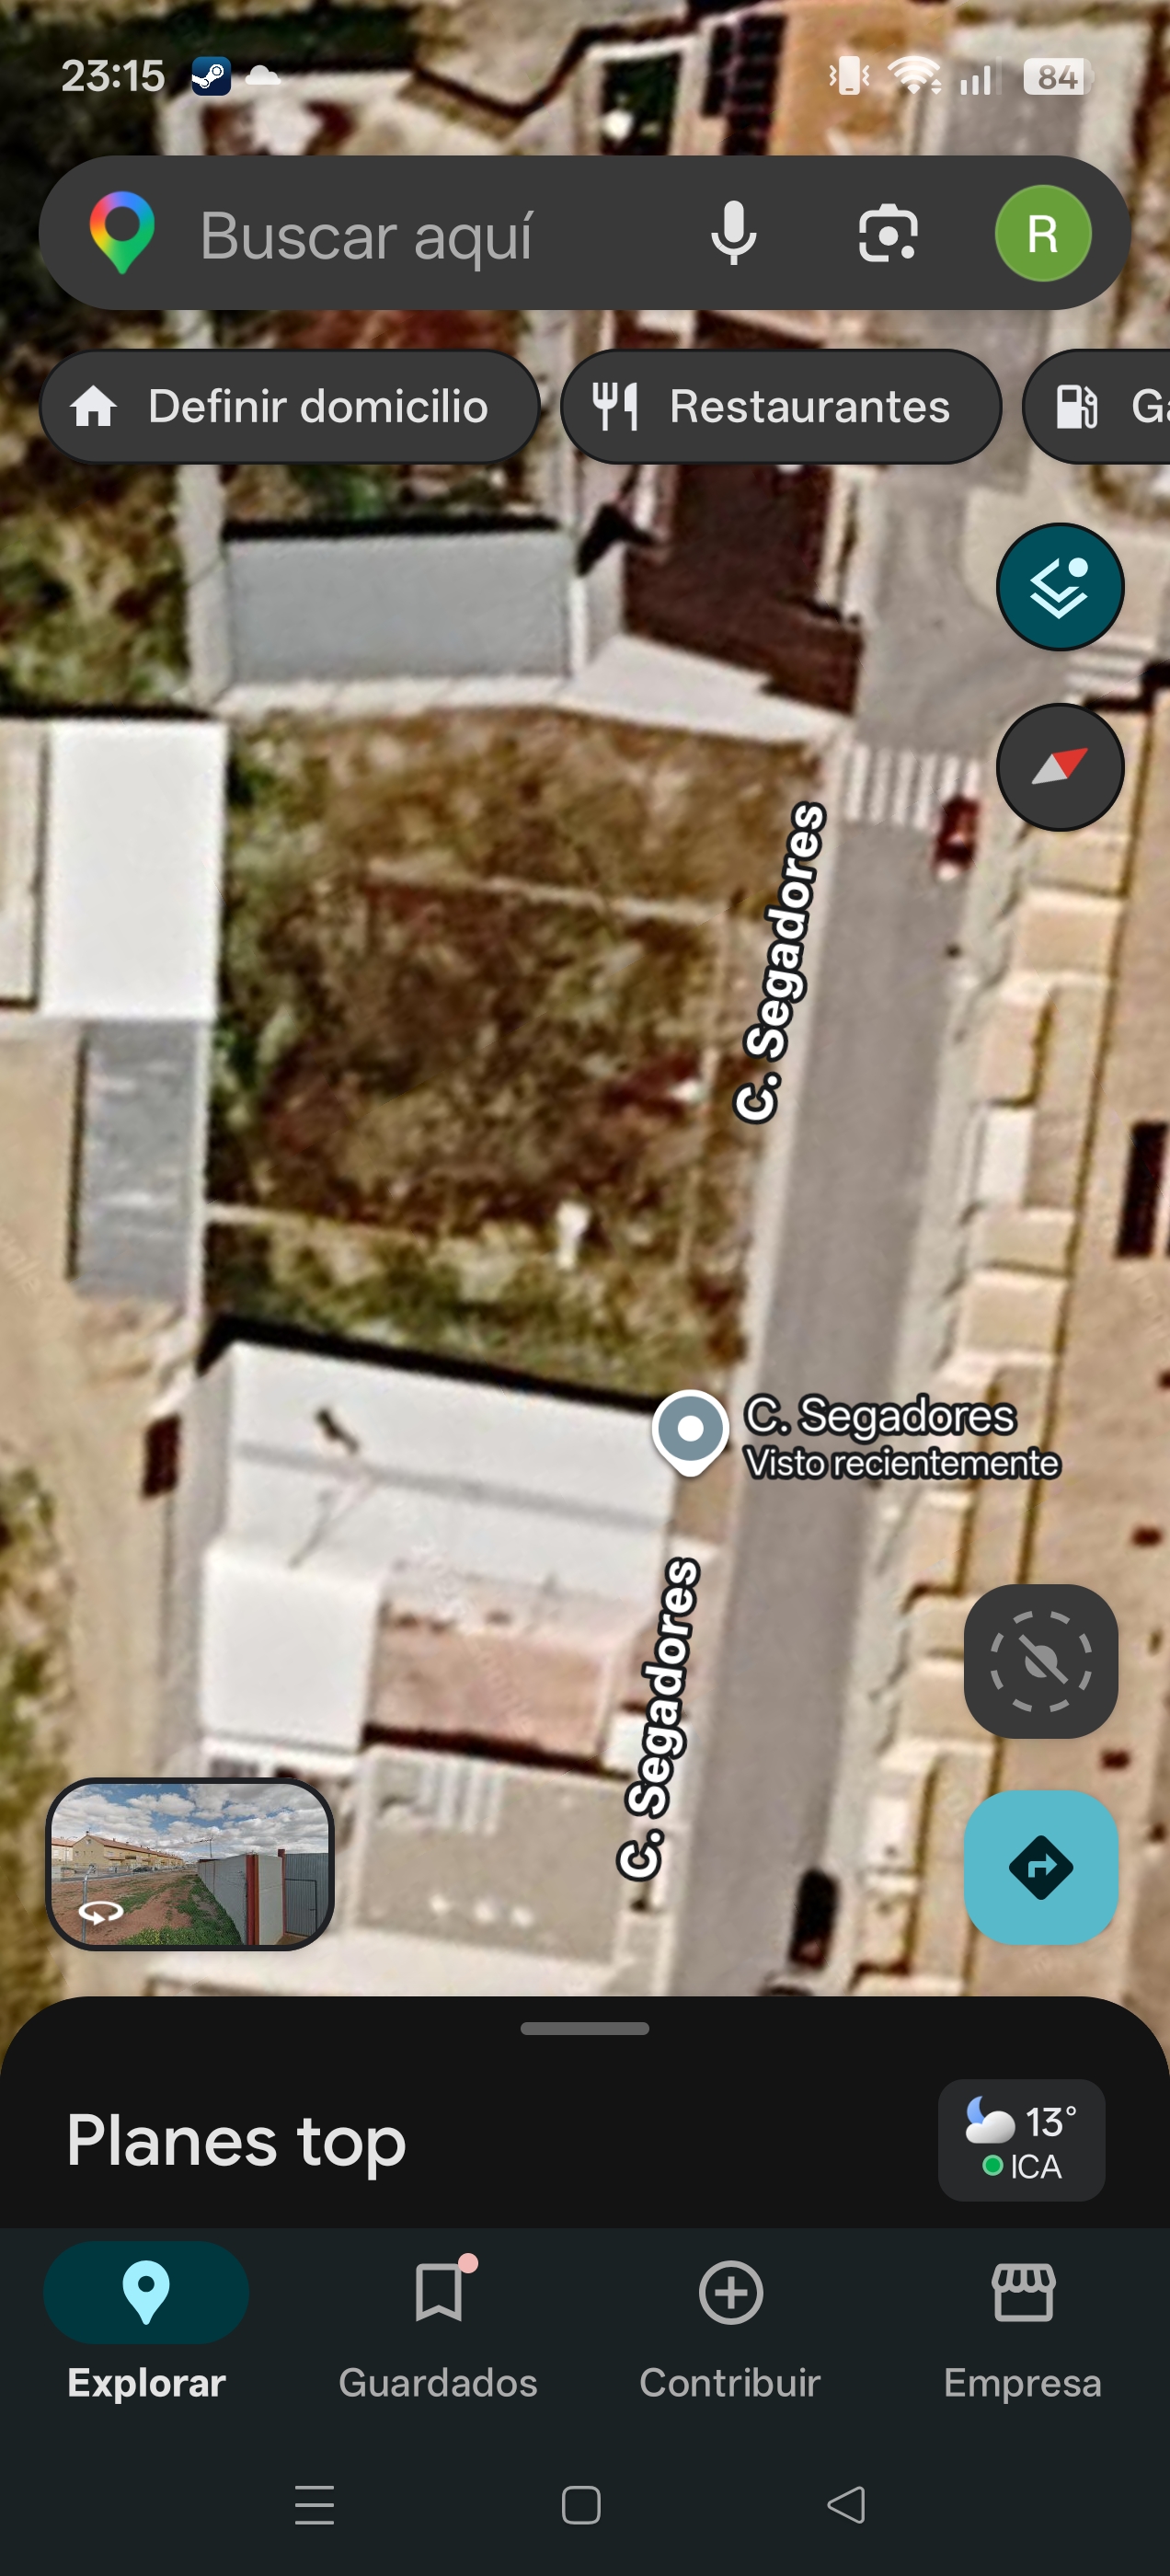 23:15
84
Buscar aquí
R
Definir domicilio
Restaurantes
Ga
C. Segadores
C. Segadores
Visto recientemente
C. Segadores
Planes top
13°
ICA
Explorar
Guardados
Contribuir
Empresa